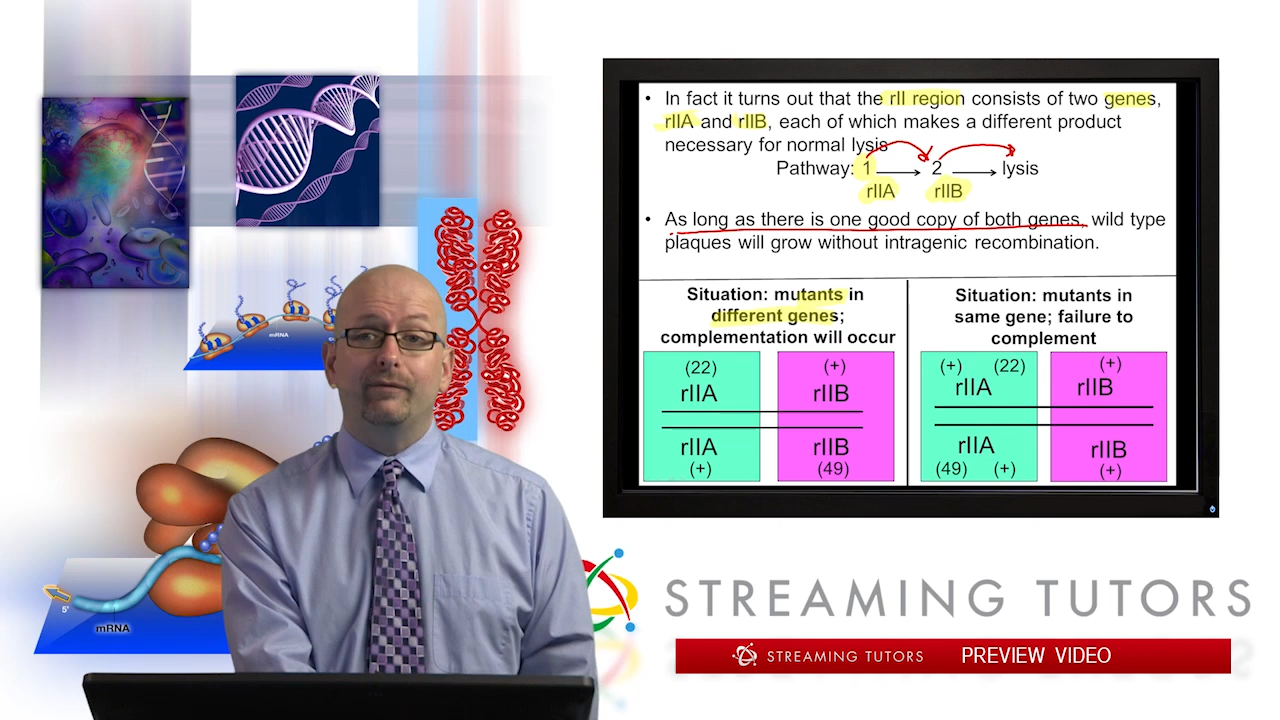 • In fact it turns out that the rII region consists of two genes,
rIIA and rIIB, each of which makes a different product
necessary for normal lysis
Pathway: 1 → 2 → lysis
rIIA rIIB
• As long as there is one good copy of both genes, wild type
plaques will grow without intragenic recombination.
Situation: mutants in
different genes;
complementation will occur
(22) (+)
rIIA rIIB
rIIA rIIB
(+) (49)
Situation: mutants in
same gene; failure to
complement
(+) (22) (+)
rIIA rIIB
rIIA rIIB
(49) (+) (+)
mRNA
5'
mRNA
STREAMING TUTORS
STREAMING TUTORS PREVIEW VIDEO